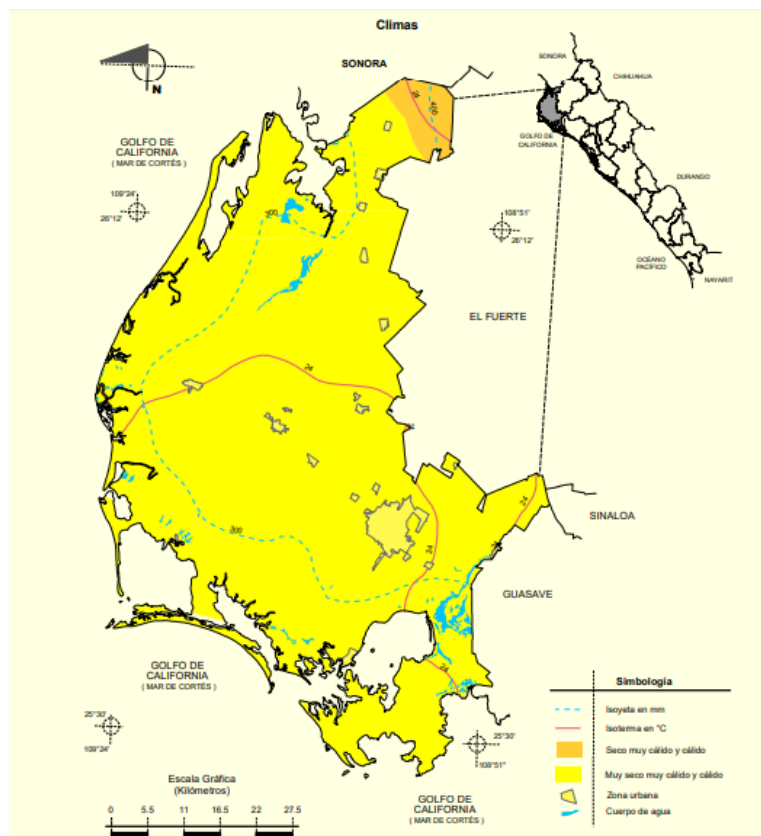 Climas
N
SONORA
SONORA
CHIHUAHUA
GOLFO DE
CALIFORNIA
DURANGO
OCÉANO
PACÍFICO
NAYARIT
GOLFO DE
CALIFORNIA
( MAR DE CORTÉS )
109°24'
26°12'
108°51'
26°12'
400
300
EL FUERTE
24
24
24
24
300
SINALOA
GUASAVE
GOLFO DE
CALIFORNIA
( MAR DE CORTÉS )
25°30'
109°24'
25°30'
108°51"
Escala Gráfica
(Kilómetros)
0 5.5 11 16.5 22 27.5
GOLFO DE
CALIFORNIA
( MAR DE CORTÉS )
Simbología
Isoyeta en mm
Isoterma en °C
Seco muy cálido y cálido
Muy seco muy cálido y cálido
Zona urbana
Cuerpo de agua